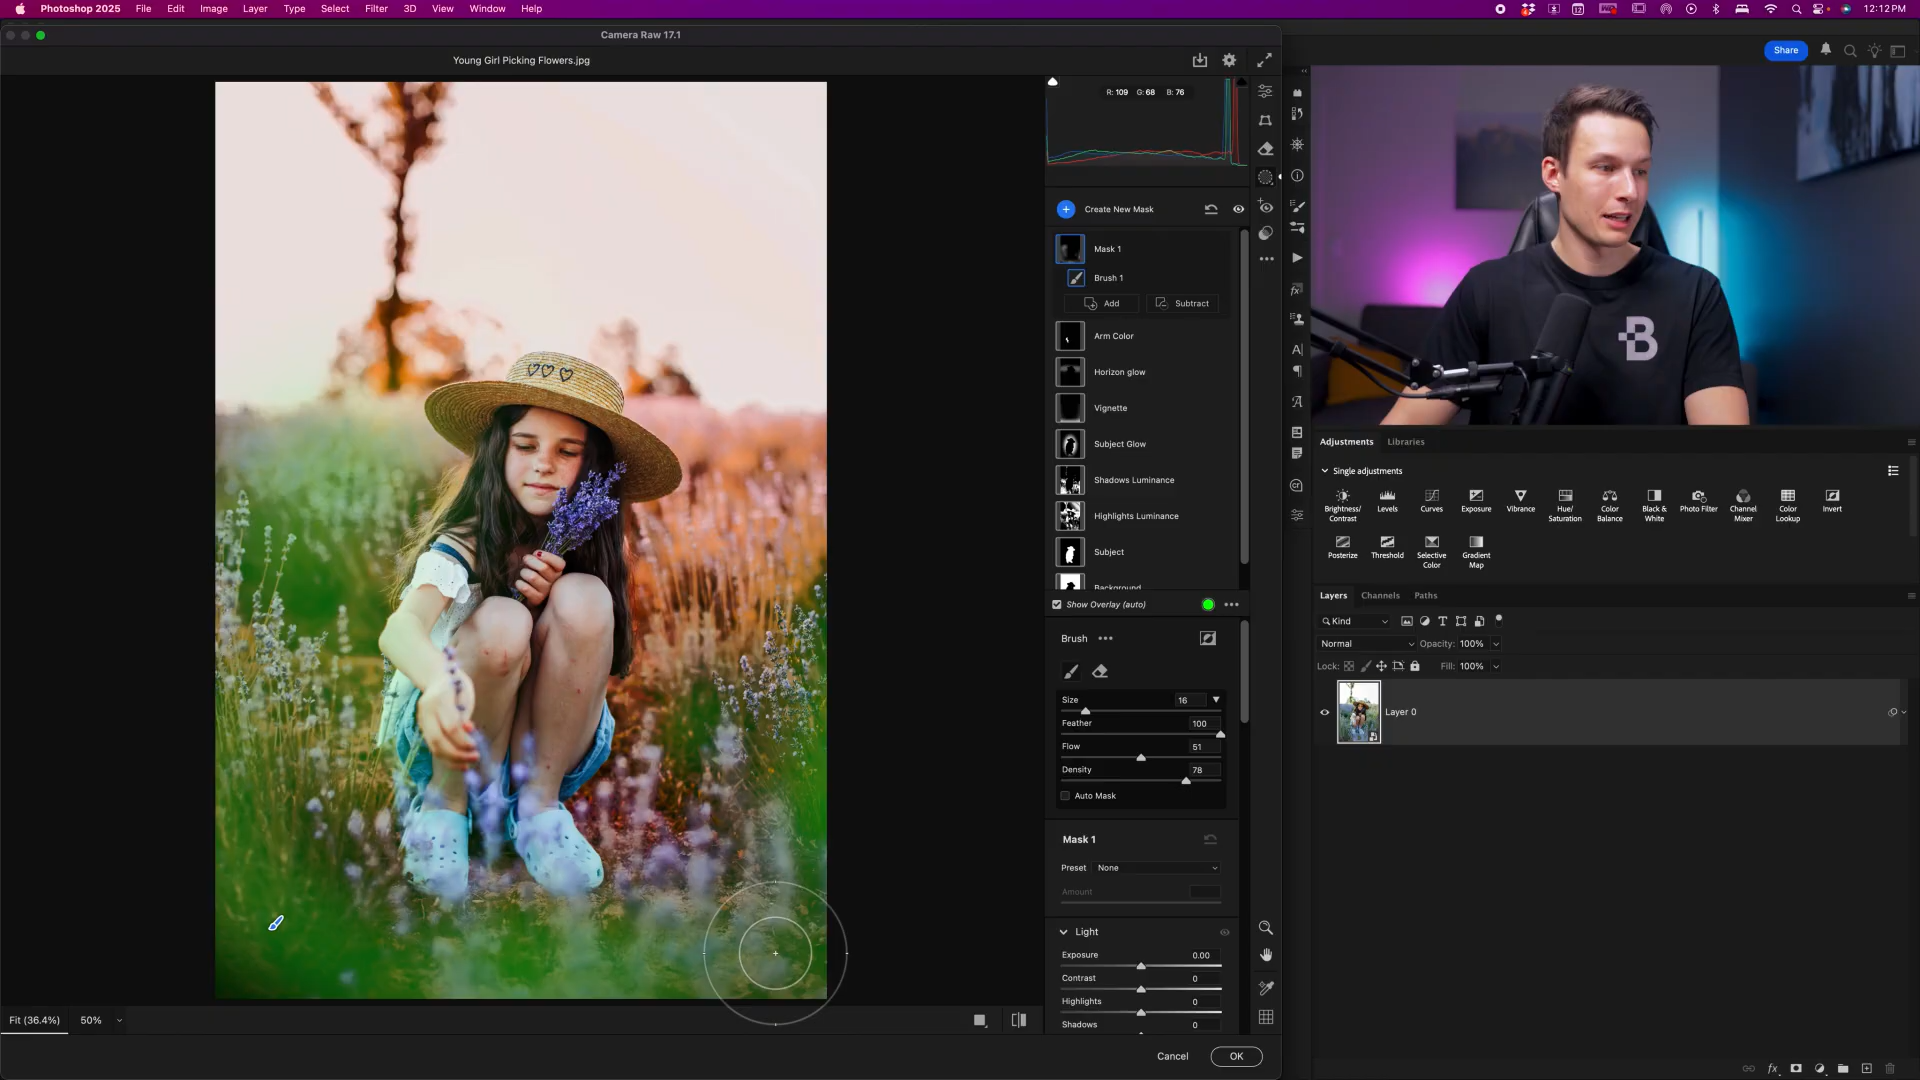 Photoshop 2025 File Edit Image Layer Type Select Filter 3D View Window Help 12:12 PM
Camera Raw 17.1
Young Girl Picking Flowers.jpg
Share
R: 109 G: 68 B: 76
Create New Mask
Mask 1
Brush 1
Add Subtract
Arm Color
Horizon glow
Vignette
Subject Glow
Shadows Luminance
Highlights Luminance
Subject
Background
Show Overlay (auto)
Brush
Size 16
Feather 100
Flow 51
Density 78
Auto Mask
Mask 1
Preset None
Amount
Light
Exposure 0.00
Contrast 0
Highlights 0
Shadows 0
Fit (36.4%) 50%
Cancel OK
B
Adjustments Libraries
Single adjustments
Brightness/ Contrast Levels Curves Exposure Vibrance Hue/ Saturation Color Balance Black & White Photo Filter Channel Mixer Color Lookup Invert
Posterize Threshold Selective Color Gradient Map
Layers Channels Paths
Kind
Normal Opacity: 100%
Lock: Fill: 100%
Layer 0